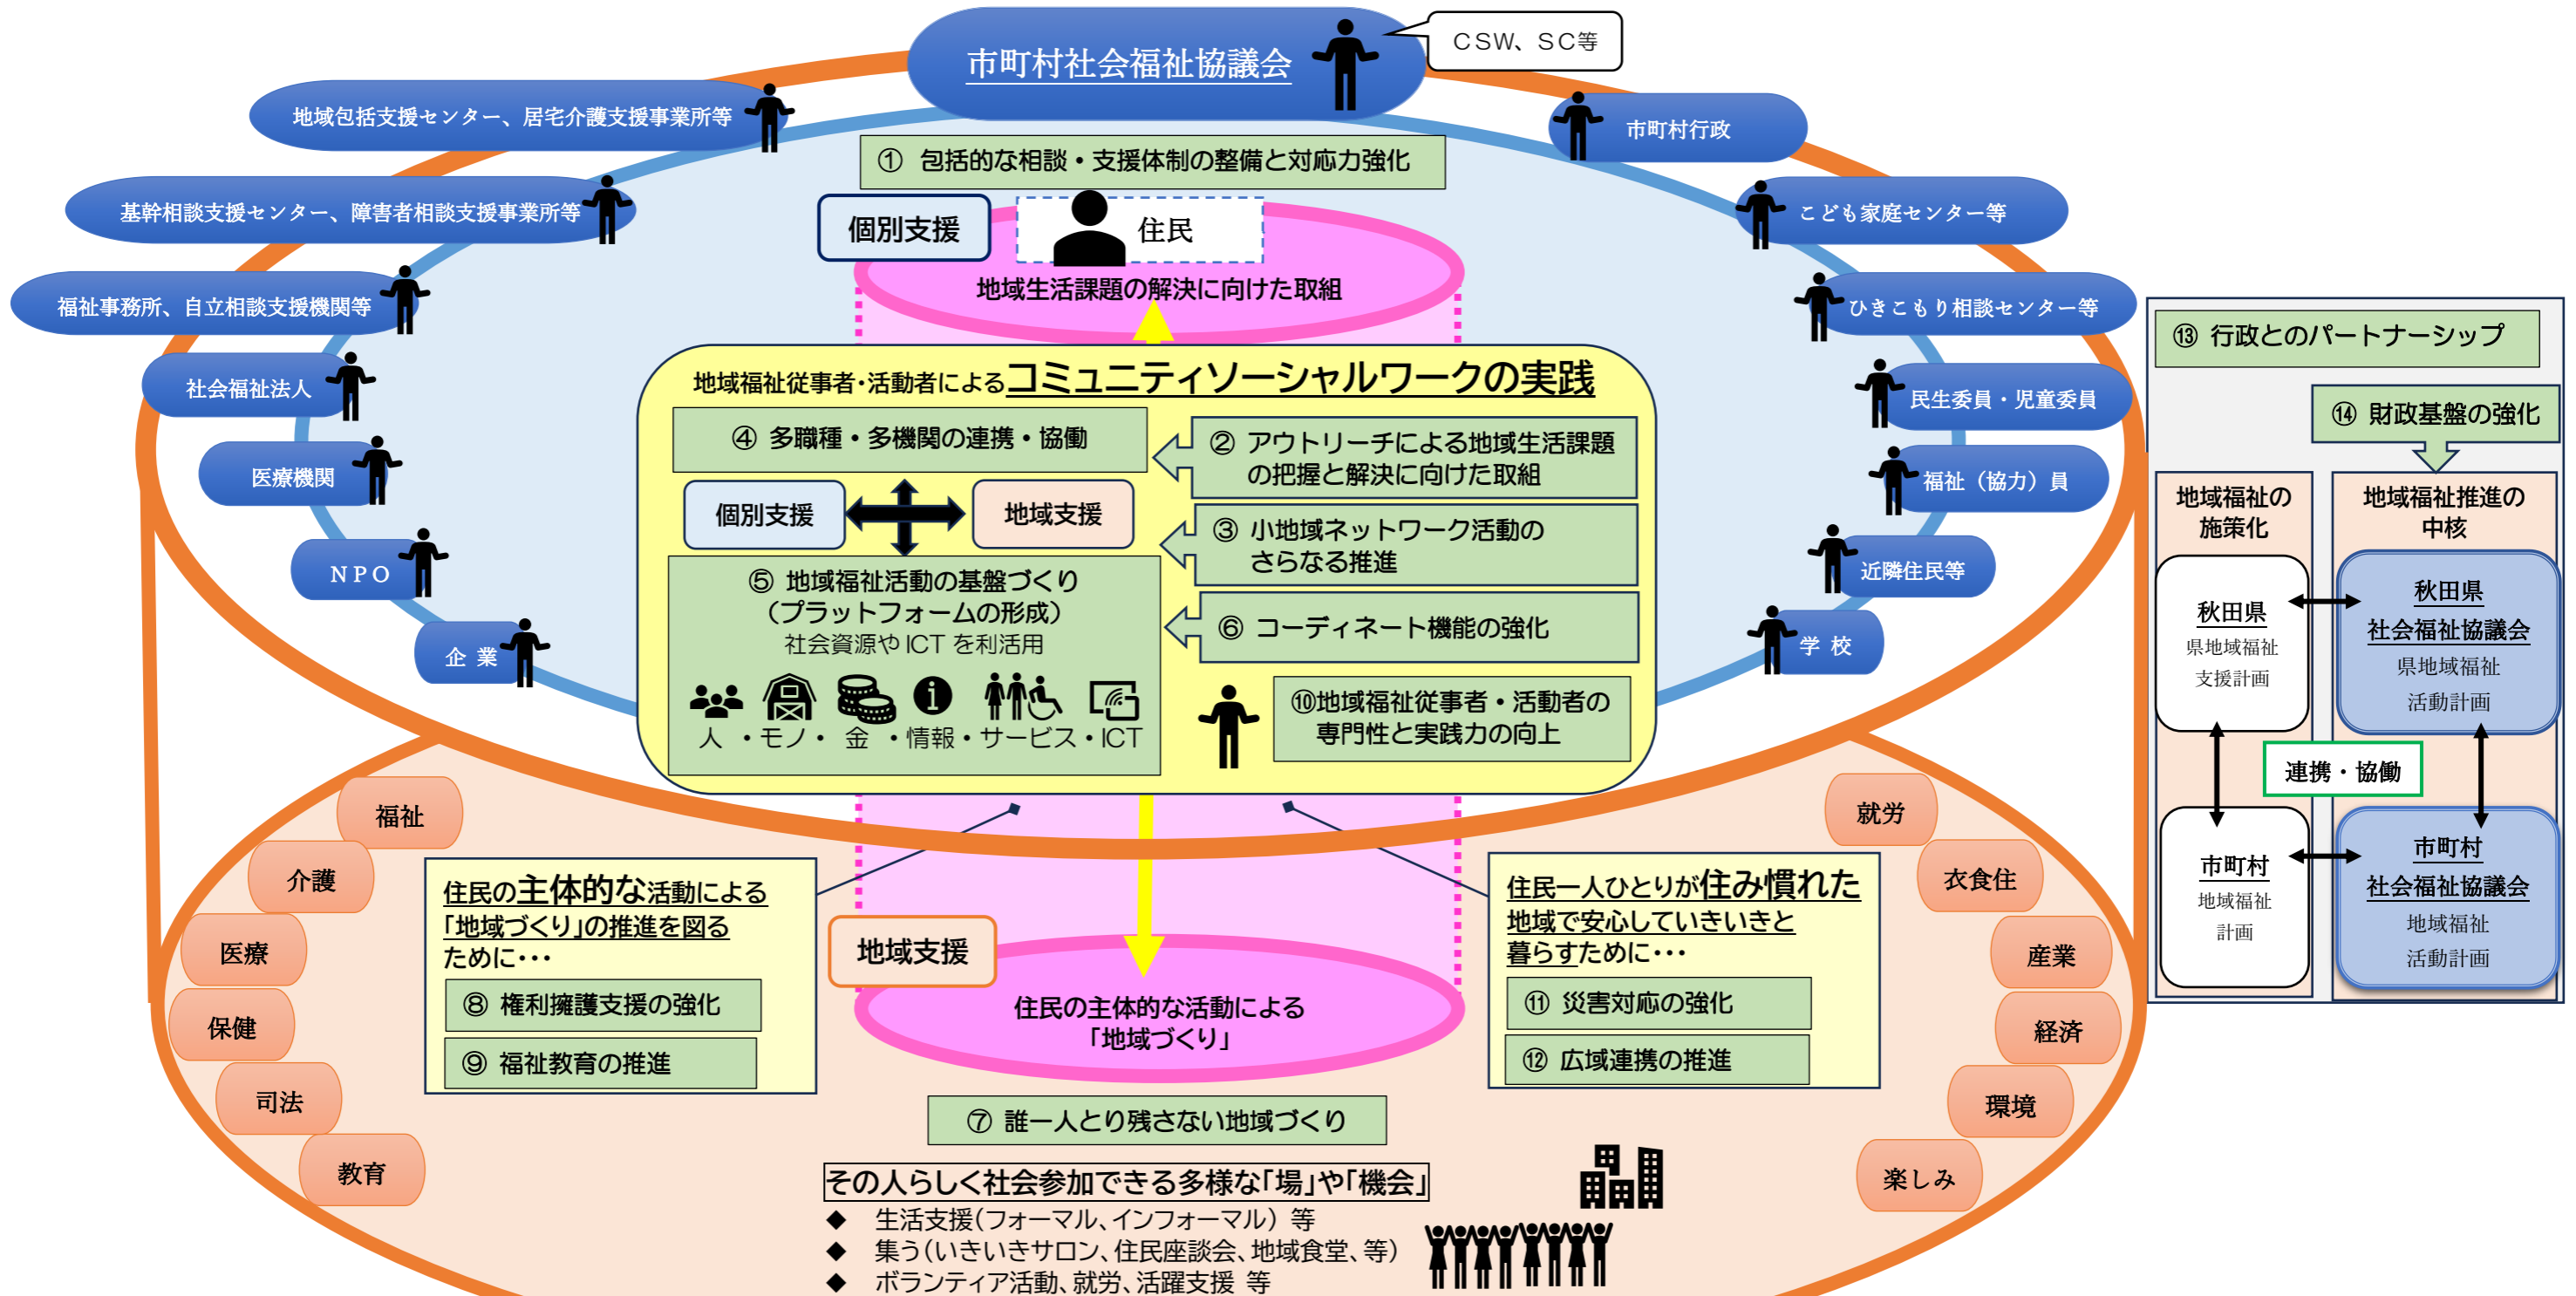 市町村社会福祉協議会
CSW、SC等
地域包括支援センター、居宅介護支援事業所等
基幹相談支援センター、障害者相談支援事業所等
福祉事務所、自立相談支援機関等
社会福祉法人
医療機関
NPO
企業
市町村行政
こども家庭センター等
ひきこもり相談センター等
民生委員・児童委員
福祉（協力）員
近隣住民等
学校
① 包括的な相談・支援体制の整備と対応力強化
個別支援
住民
地域生活課題の解決に向けた取組
地域福祉従事者・活動者によるコミュニティソーシャルワークの実践
④ 多職種・多機関の連携・協働
個別支援
地域支援
② アウトリーチによる地域生活課題
の把握と解決に向けた取組
③ 小地域ネットワーク活動の
さらなる推進
⑥ コーディネート機能の強化
⑤ 地域福祉活動の基盤づくり
（プラットフォームの形成）
社会資源や ICT を利活用
人・モノ・金・情報・サービス・ICT
⑩地域福祉従事者・活動者の
専門性と実践力の向上
福祉
介護
医療
保健
司法
教育
住民の主体的な活動による
「地域づくり」の推進を図る
ために・・・
⑧ 権利擁護支援の強化
⑨ 福祉教育の推進
地域支援
住民の主体的な活動による
「地域づくり」
住民一人ひとりが住み慣れた
地域で安心していきいきと
暮らすために・・・
⑪ 災害対応の強化
⑫ 広域連携の推進
就労
衣食住
産業
経済
環境
楽しみ
⑦ 誰一人とり残さない地域づくり
その人らしく社会参加できる多様な「場」や「機会」
◆ 生活支援（フォーマル、インフォーマル） 等
◆ 集う（いきいきサロン、住民座談会、地域食堂、等）
◆ ボランティア活動、就労、活躍支援 等
⑬ 行政とのパートナーシップ
⑭ 財政基盤の強化
地域福祉の
施策化
地域福祉推進の
中核
秋田県
県地域福祉
支援計画
秋田県
社会福祉協議会
県地域福祉
活動計画
連携・協働
市町村
地域福祉
計画
市町村
社会福祉協議会
地域福祉
活動計画